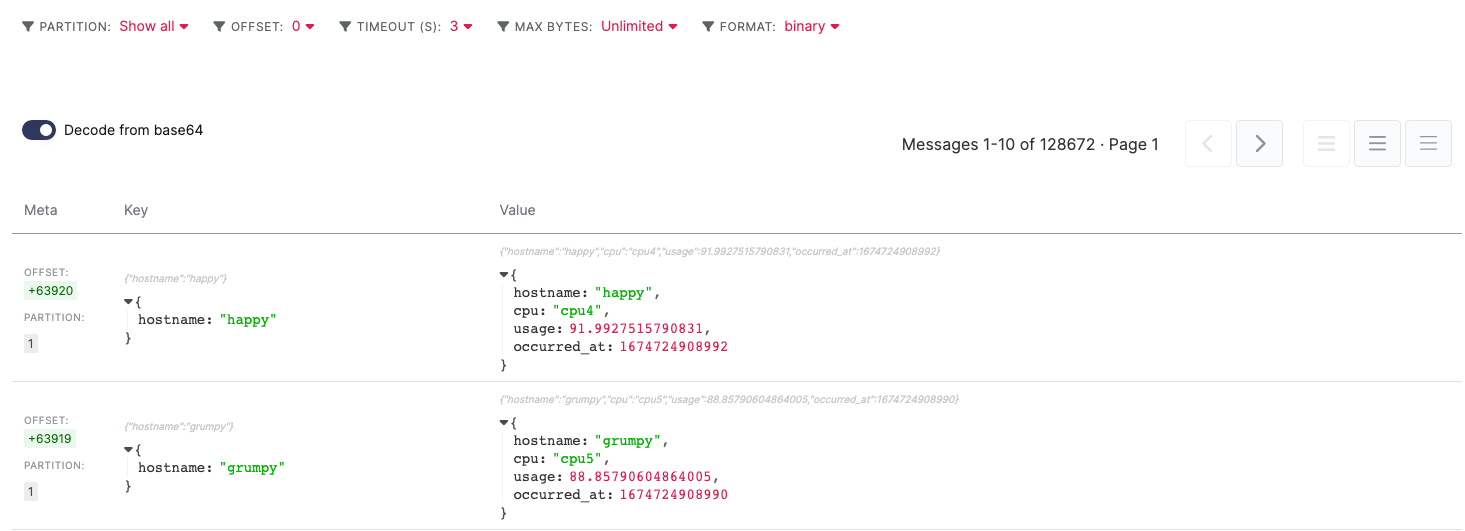 PARTITION: Show all OFFSET: 0 TIMEOUT (S): 3 MAX BYTES: Unlimited FORMAT: binary
Decode from base64
Messages 1-10 of 128672 · Page 1
Meta Key Value
OFFSET:
+63920
PARTITION:
1
{"hostname":"happy"}
{
hostname: "happy"
}
{"hostname":"happy","cpu":"cpu4","usage":91.9927515790831,"occurred_at":1674724908992}
{
hostname: "happy",
cpu: "cpu4",
usage: 91.9927515790831,
occurred_at: 1674724908992
}
OFFSET:
+63919
PARTITION:
1
{"hostname":"grumpy"}
{
hostname: "grumpy"
}
{"hostname":"grumpy","cpu":"cpu5","usage":88.85790604864005,"occurred_at":1674724908990}
{
hostname: "grumpy",
cpu: "cpu5",
usage: 88.85790604864005,
occurred_at: 1674724908990
}